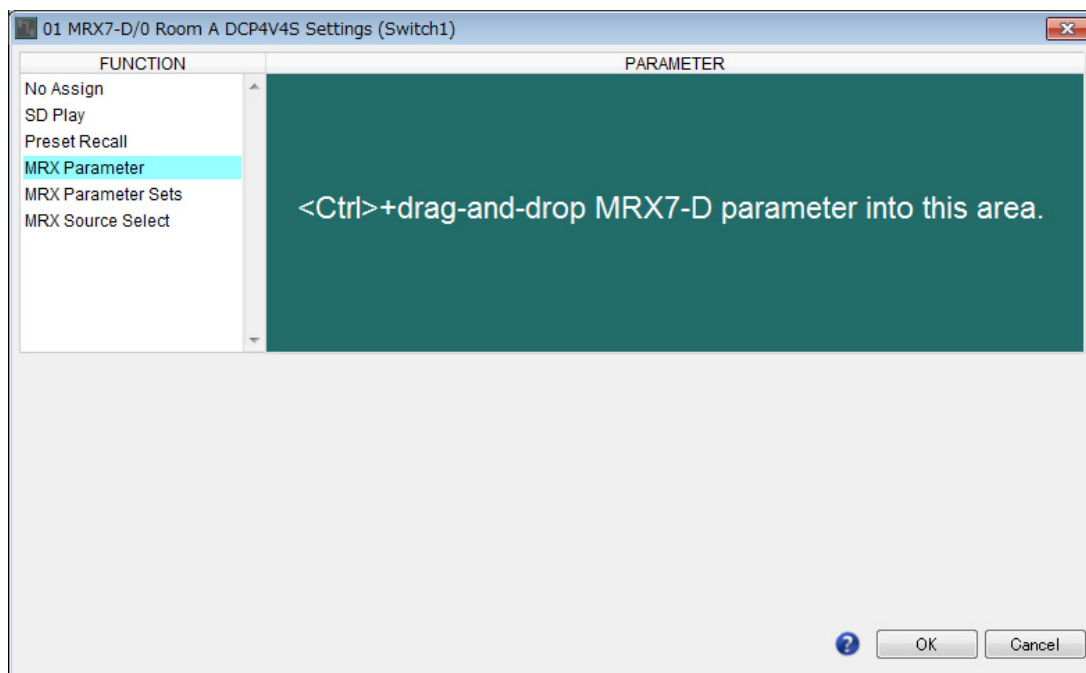 01 MRX7-D/0 Room A DCP4V4S Settings (Switch1)
FUNCTION
PARAMETER
No Assign
SD Play
Preset Recall
MRX Parameter
MRX Parameter Sets
MRX Source Select
<Ctrl>+drag-and-drop MRX7-D parameter into this area.
? OK Cancel